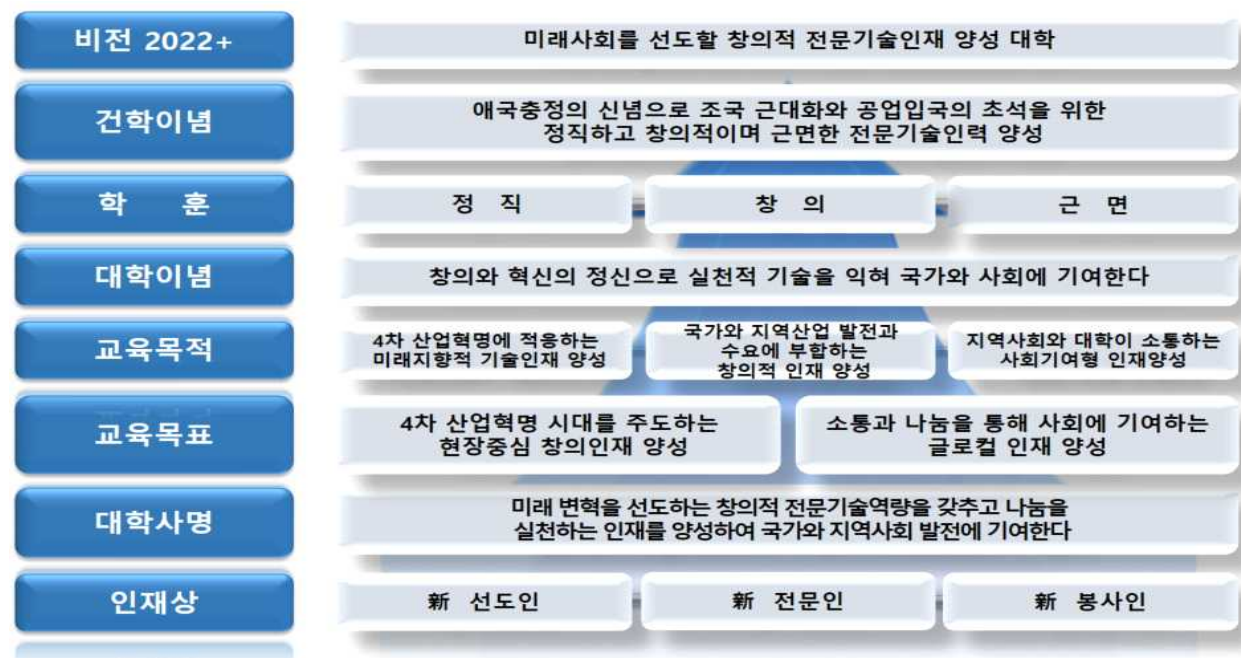 비전 2022+
미래사회를 선도할 창의적 전문기술인재 양성 대학
건학이념
애국충정의 신념으로 조국 근대화와 공업입국의 초석을 위한
정직하고 창의적이며 근면한 전문기술인력 양성
학 훈
정 직
창 의
근 면
대학이념
창의와 혁신의 정신으로 실천적 기술을 익혀 국가와 사회에 기여한다
교육목적
4차 산업혁명에 적응하는
미래지향적 기술인재 양성
국가와 지역산업 발전과
수요에 부합하는
창의적 인재 양성
지역사회와 대학이 소통하는
사회기여형 인재양성
교육목표
4차 산업혁명 시대를 주도하는
현장중심 창의인재 양성
소통과 나눔을 통해 사회에 기여하는
글로컬 인재 양성
대학사명
미래 변혁을 선도하는 창의적 전문기술역량을 갖추고 나눔을
실천하는 인재를 양성하여 국가와 지역사회 발전에 기여한다
인재상
新 선도인
新 전문인
新 봉사인